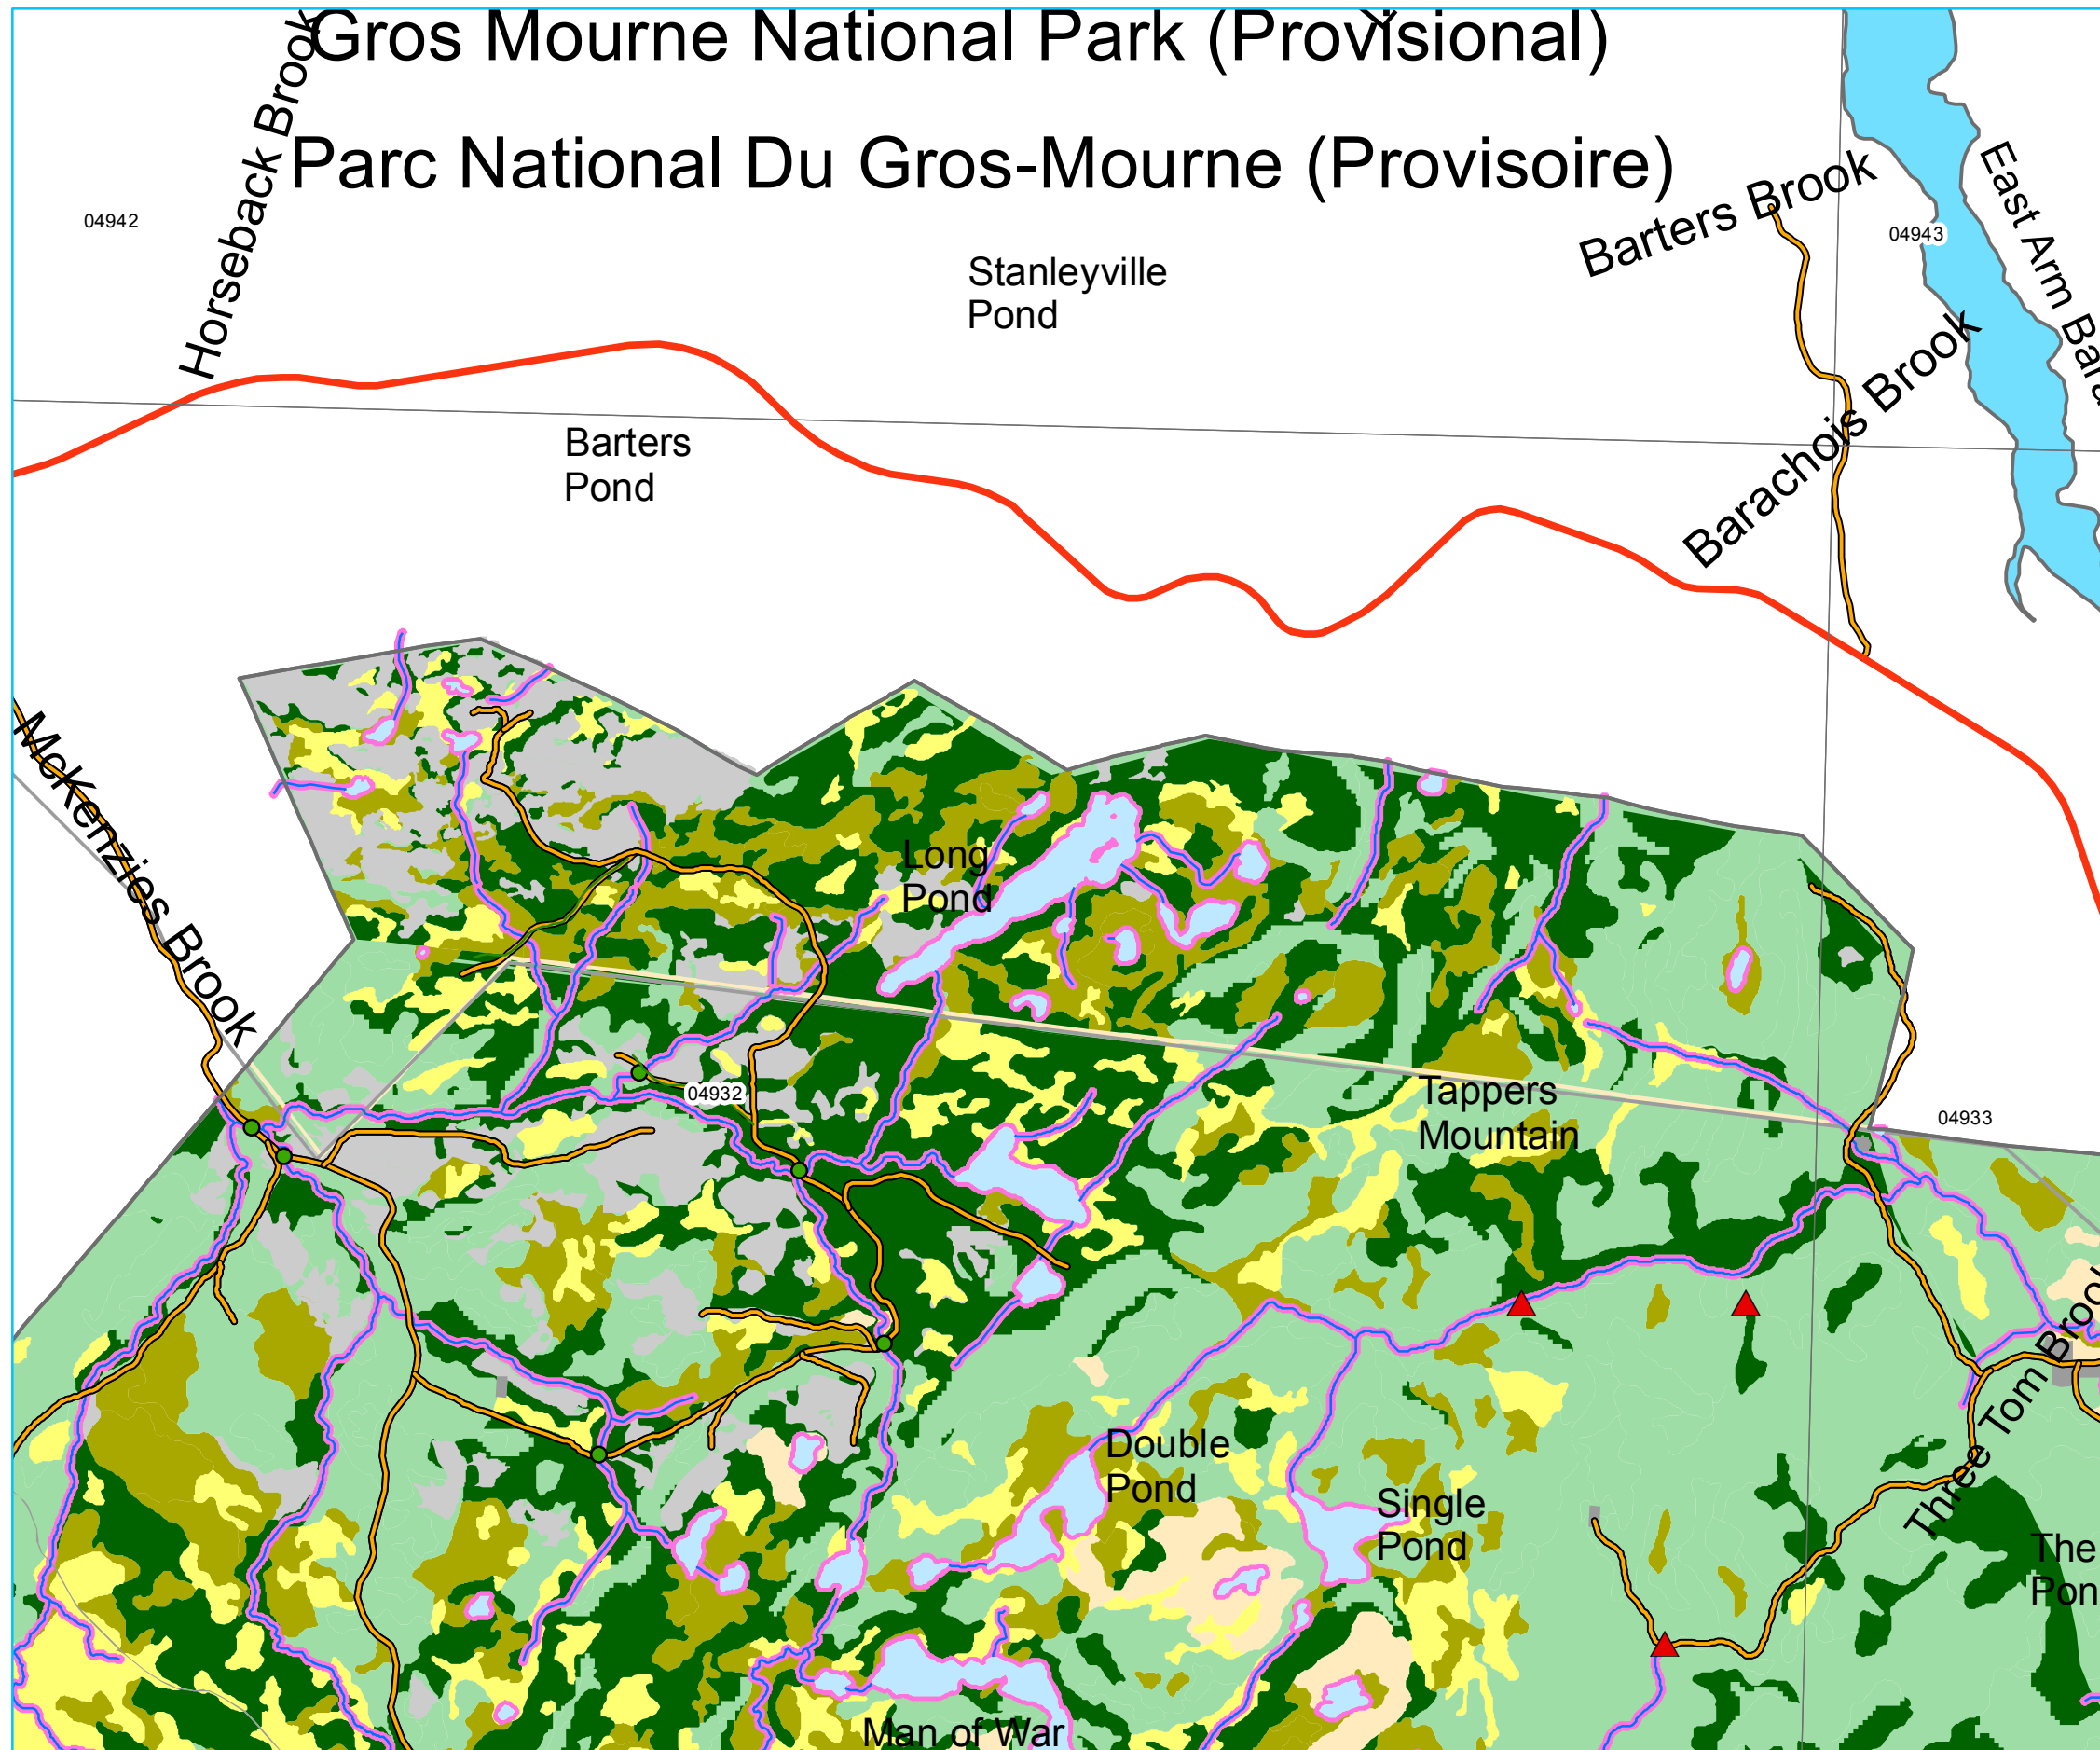 Gros Mourne National Park (Provisional)
Parc National Du Gros-Mourne (Provisoire)
Horseback Brook
04942
Stanleyville
Pond
Barters Brook
04943
East Arm
Barachois Brook
Barters
Pond
McKenzies Brook
Long
Pond
04932
Tappers
Mountain
04933
Three Tom Brook
Double
Pond
Single
Pond
The
Man of War